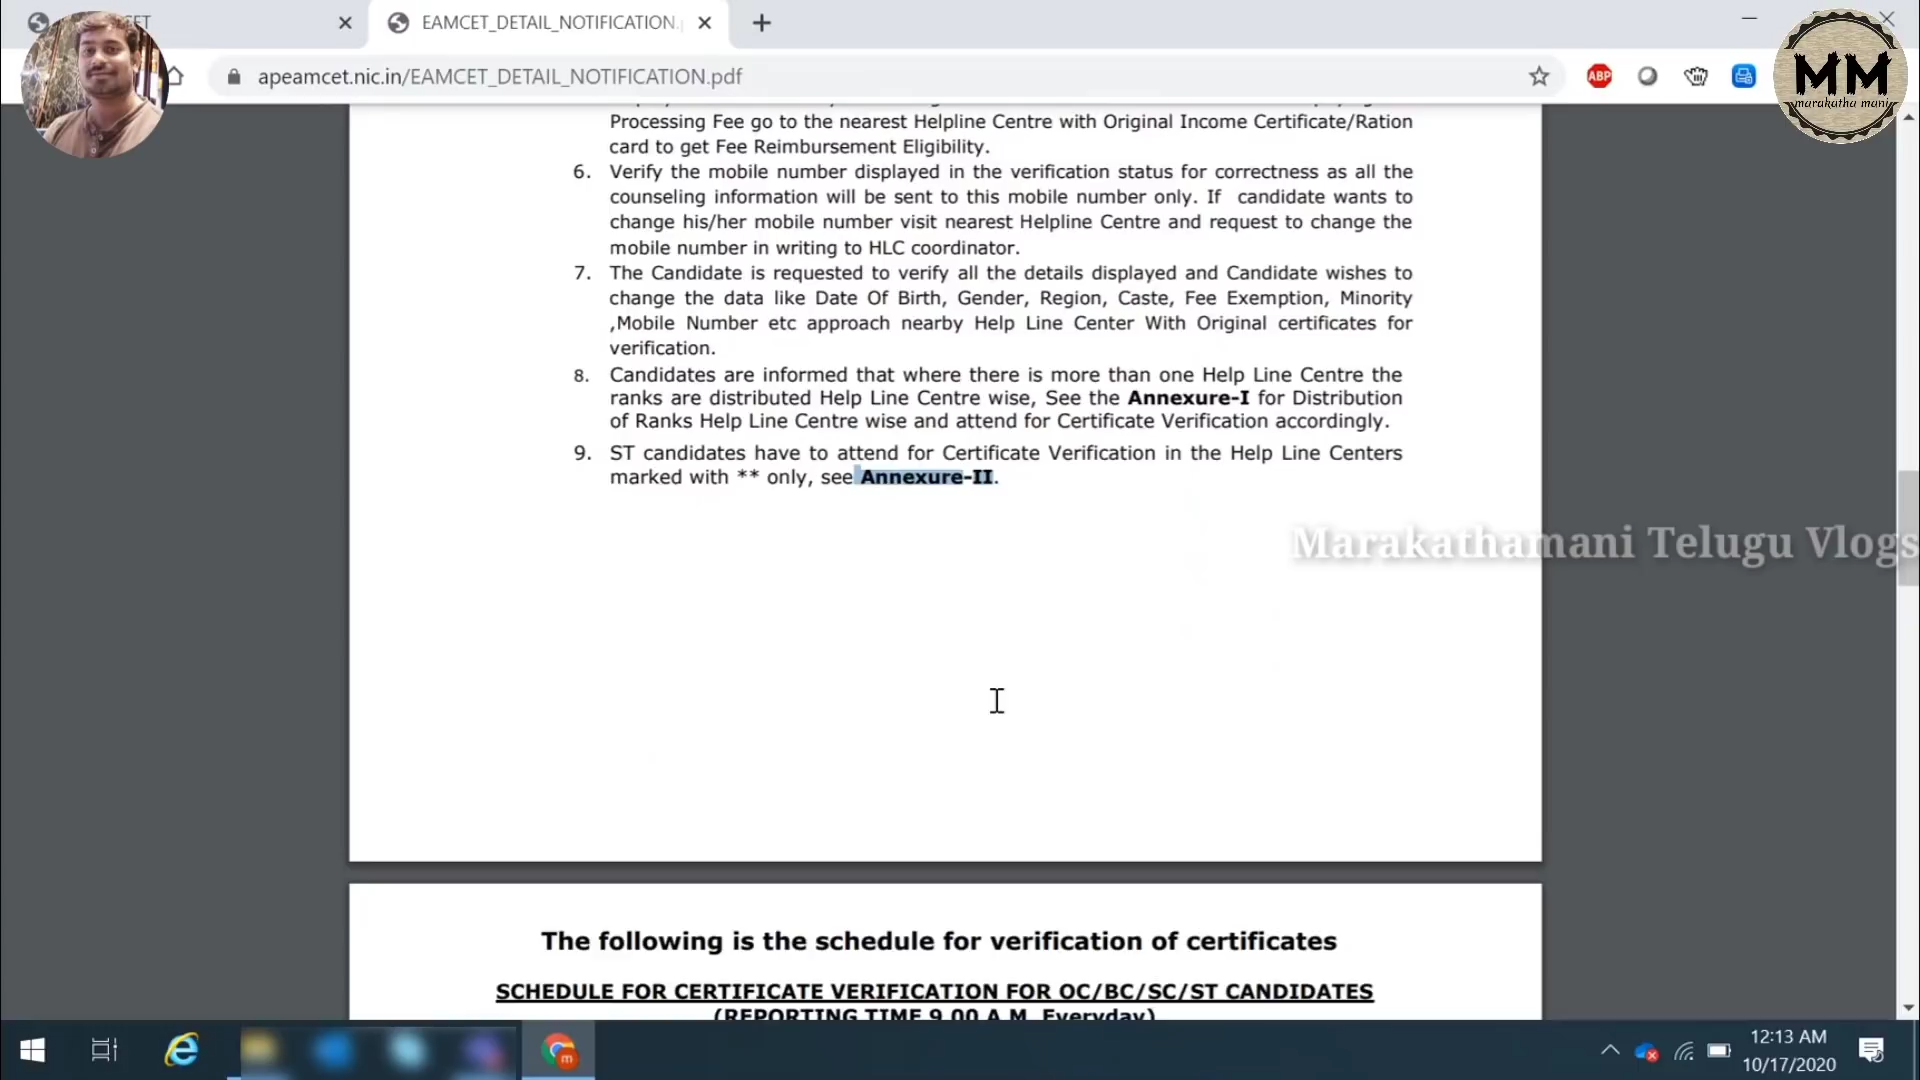 EAMCET_DETAIL_NOTIFICATION.
apeamcet.nic.in/EAMCET_DETAIL_NOTIFICATION.pdf
ABP
MM
marakatha mani
Processing Fee go to the nearest Helpline Centre with Original Income Certificate/Ration
card to get Fee Reimbursement Eligibility.
6. Verify the mobile number displayed in the verification status for correctness as all the
counseling information will be sent to this mobile number only. If candidate wants to
change his/her mobile number visit nearest Helpline Centre and request to change the
mobile number in writing to HLC coordinator.
7. The Candidate is requested to verify all the details displayed and Candidate wishes to
change the data like Date Of Birth, Gender, Region, Caste, Fee Exemption, Minority
,Mobile Number etc approach nearby Help Line Center With Original certificates for
verification.
8. Candidates are informed that where there is more than one Help Line Centre the
ranks are distributed Help Line Centre wise, See the Annexure-I for Distribution
of Ranks Help Line Centre wise and attend for Certificate Verification accordingly.
9. ST candidates have to attend for Certificate Verification in the Help Line Centers
marked with ** only, see Annexure-II.
Marakathamani Telugu Vlogs
The following is the schedule for verification of certificates
SCHEDULE FOR CERTIFICATE VERIFICATION FOR OC/BC/SC/ST CANDIDATES
(REPORTING TIME 9.00 A.M. Everyday)
m
12:13 AM
10/17/2020